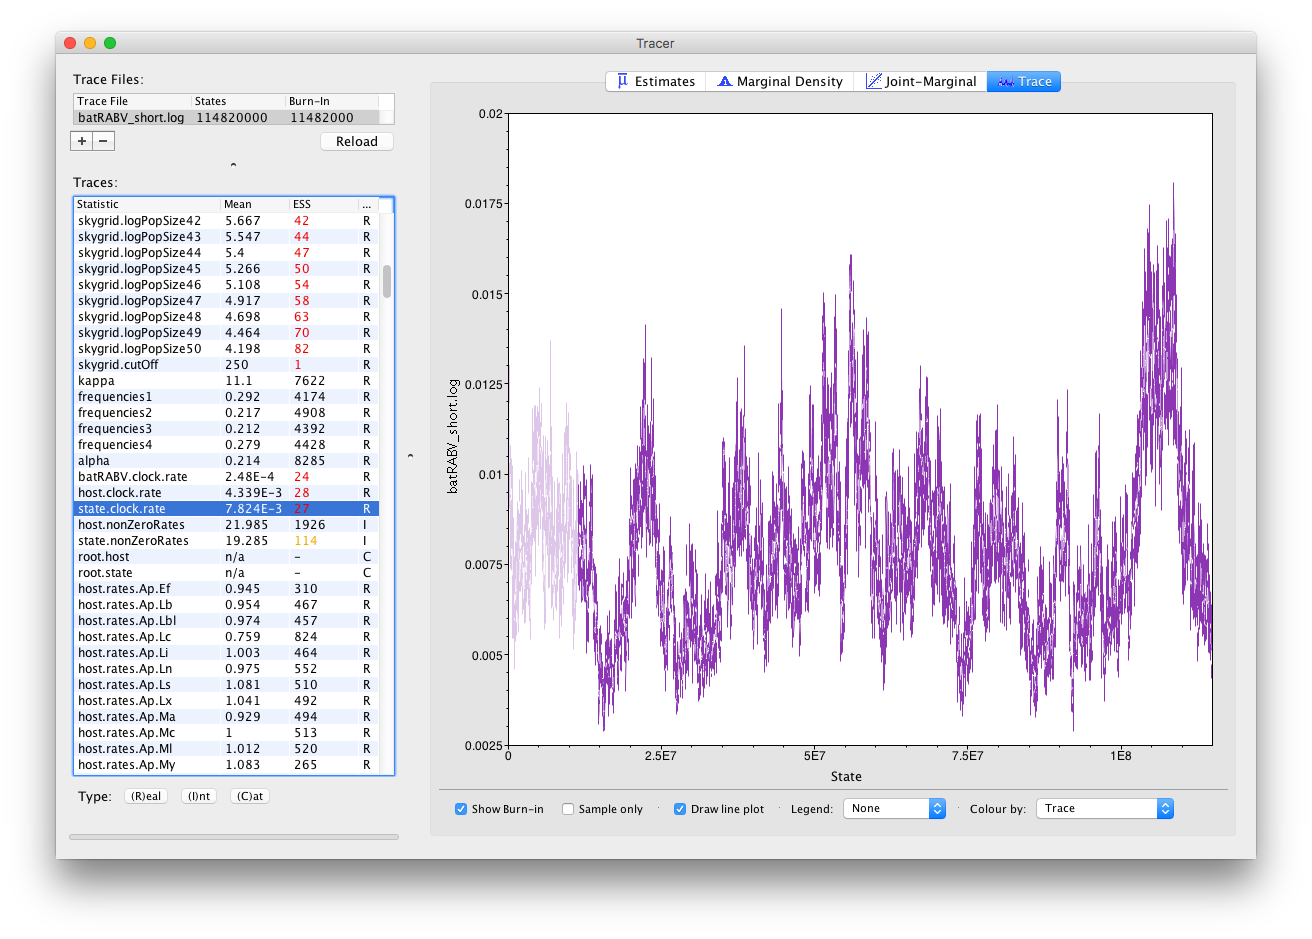 Tracer
Trace Files:
Trace File States Burn-In
batRABV_short.log 114820000 11482000
+ −
Reload
Traces:
Statistic Mean ESS ...
skygrid.logPopSize42 5.667 42 R
skygrid.logPopSize43 5.547 44 R
skygrid.logPopSize44 5.4 47 R
skygrid.logPopSize45 5.266 50 R
skygrid.logPopSize46 5.108 54 R
skygrid.logPopSize47 4.917 58 R
skygrid.logPopSize48 4.698 63 R
skygrid.logPopSize49 4.464 70 R
skygrid.logPopSize50 4.198 82 R
skygrid.cutOff 250 1 R
kappa 11.1 7622 R
frequencies1 0.292 4174 R
frequencies2 0.217 4908 R
frequencies3 0.212 4392 R
frequencies4 0.279 4428 R
alpha 0.214 8285 R
batRABV.clock.rate 2.48E-4 24 R
host.clock.rate 4.339E-3 28 R
state.clock.rate 7.824E-3 27 R
host.nonZeroRates 21.985 1926 I
state.nonZeroRates 19.285 114 I
root.host n/a - C
root.state n/a - C
host.rates.Ap.Ef 0.945 310 R
host.rates.Ap.Lb 0.954 467 R
host.rates.Ap.Lbl 0.974 457 R
host.rates.Ap.Lc 0.759 824 R
host.rates.Ap.Li 1.003 464 R
host.rates.Ap.Ln 0.975 552 R
host.rates.Ap.Ls 1.081 510 R
host.rates.Ap.Lx 1.041 492 R
host.rates.Ap.Ma 0.929 494 R
host.rates.Ap.Mc 1 513 R
host.rates.Ap.Ml 1.012 520 R
host.rates.Ap.My 1.083 265 R
Type: (R)eal (I)nt (C)at
Estimates Marginal Density Joint-Marginal Trace
0.02
0.0175
0.015
0.0125
0.01
0.0075
0.005
0.0025
batRABV_short.log
0 2.5E7 5E7 7.5E7 1E8
State
Show Burn-in Sample only Draw line plot Legend: None Colour by: Trace